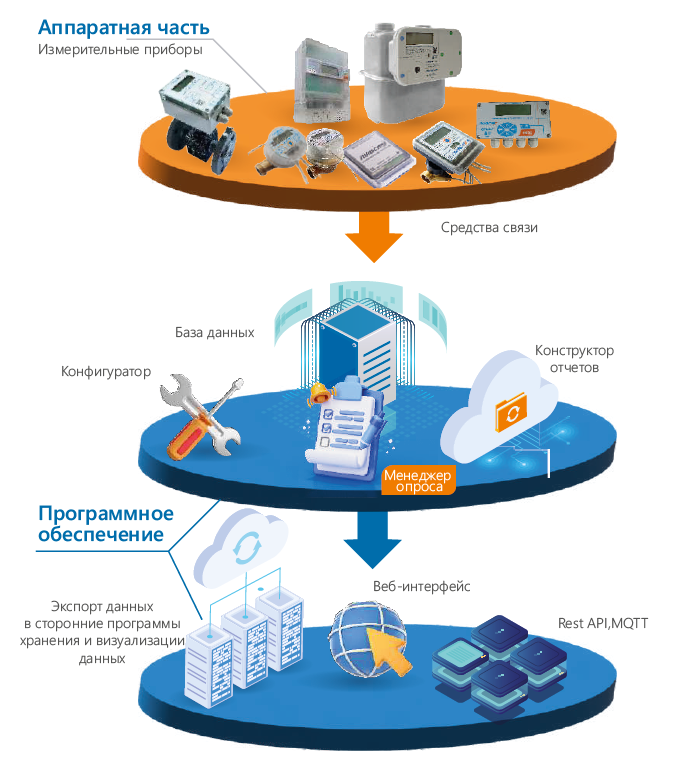 Аппаратная часть
Измерительные приборы
Средства связи
База данных
Конфигуратор
Конструктор
отчетов
Менеджер
опроса
Программное
обеспечение
Веб-интерфейс
Экспорт данных
в сторонние программы
хранения и визуализации
данных
Rest API,MQTT